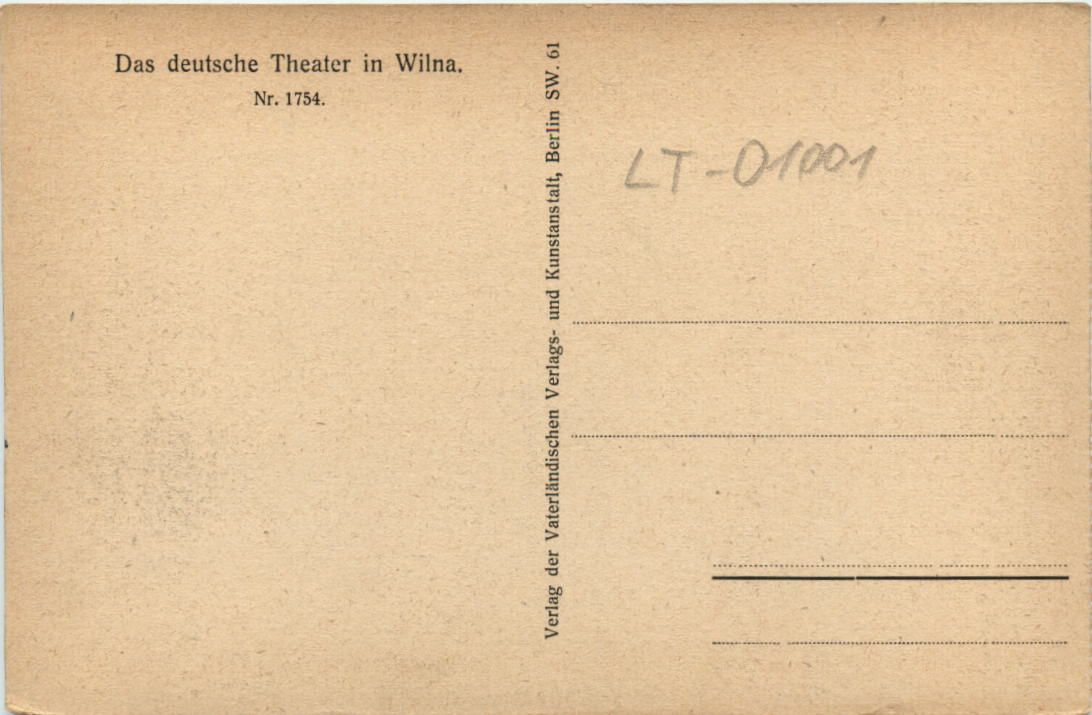 Das deutsche Theater in Wilna.
Nr. 1754.
Verlag der Vaterländischen Verlags- und Kunstanstalt, Berlin SW. 61
LT-01001